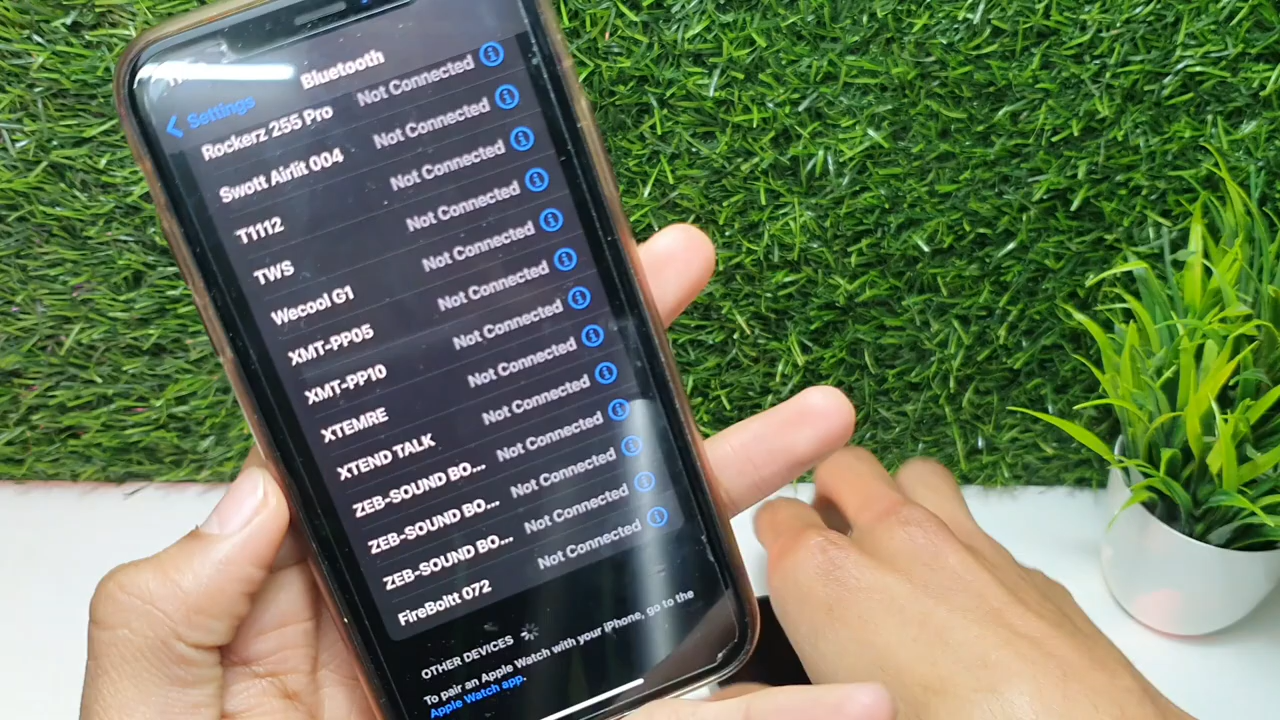 Bluetooth
Settings
Rockerz 255 Pro Not Connected
Swott Airlit 004 Not Connected
T1112 Not Connected
TWS Not Connected
Wecool G1 Not Connected
XMT-PP05 Not Connected
XMT-PP10 Not Connected
XTEMRE Not Connected
XTEND TALK Not Connected
ZEB-SOUND BO... Not Connected
ZEB-SOUND BO... Not Connected
ZEB-SOUND BO... Not Connected
FireBoltt 072 Not Connected
OTHER DEVICES
To pair an Apple Watch with your iPhone, go to the
Apple Watch app.